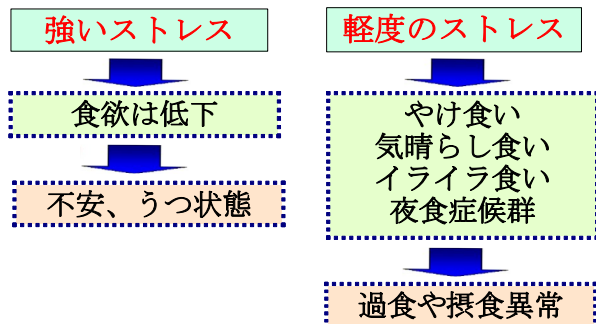 強いストレス
食欲は低下
不安、うつ状態
軽度のストレス
やけ食い
気晴らし食い
イライラ食い
夜食症候群
過食や摂食異常